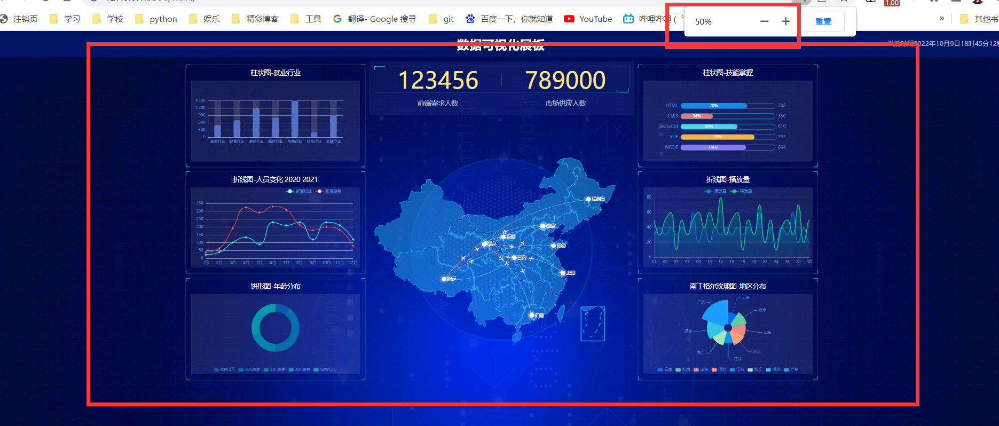 1.00
注销页 学习 学校 python 娱乐 精彩博客 工具 翻译- Google 搜寻 git 百度一下，你就知道 YouTube 哔哩哔哩 ( » 其他书
50% — + 重置
数据可视化展板
2022年10月9日18时45分12
柱状图-就业行业
1,500
1,200
900
600
300
0
旅游行业 教育行业 游戏行业 医疗行业 电商行业 社交行业 金融行业
折线图-人员变化 2020 2021
新增粉丝 新增游客
350
300
250
200
150
100
50
0
1月 2月 3月 4月 5月 6月 7月 8月 9月 10月 11月 12月
饼形图-年龄分布
0岁以下 20-29岁 30-39岁 40-49岁 50岁以上
123456 789000
前端需求人数 市场供应人数
哈尔滨
北京
银川
西宁
潍坊
西安
拉萨
上海
广州
柱状图-技能掌握
HTML 70% 702
CSS3 34% 350
javascript 60% 610
VUE 78% 793
NODE 69% 664
折线图-播放量
播放量 转发量
80
60
40
20
0
01 03 05 07 09 12 14 16 18 20 22 24 26 28 30
南丁格尔玫瑰图-地区分布
云南
广东
北京
深圳
山东
浙江
河北
江苏
云南 北京 山东 河北 江苏 浙江 深圳 广东